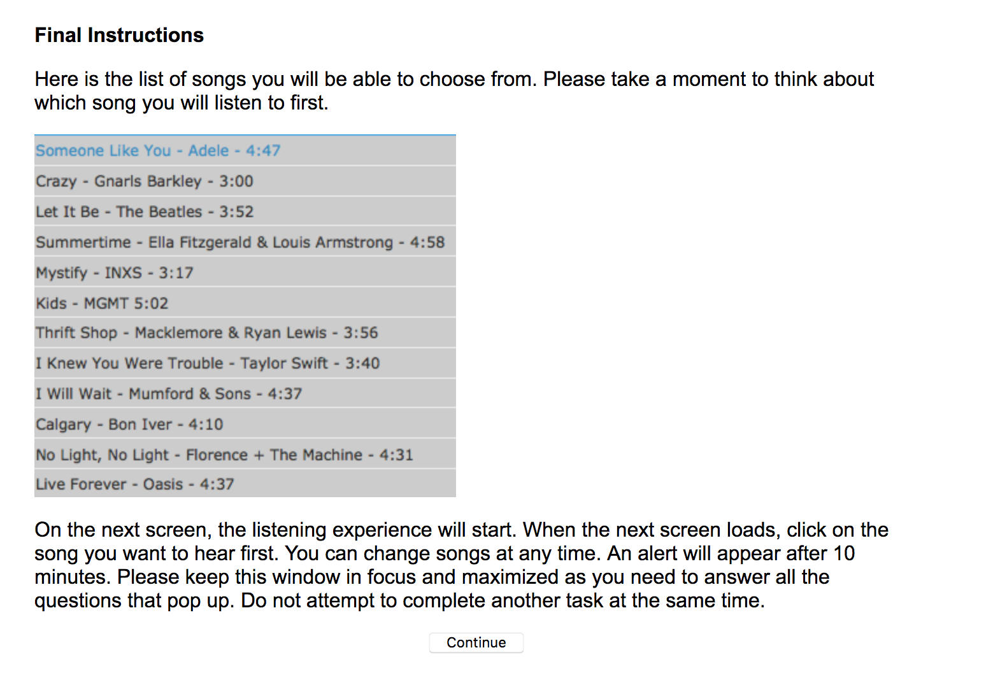 Final Instructions
Here is the list of songs you will be able to choose from. Please take a moment to think about
which song you will listen to first.
Someone Like You - Adele - 4:47
Crazy - Gnarls Barkley - 3:00
Let It Be - The Beatles - 3:52
Summertime - Ella Fitzgerald & Louis Armstrong - 4:58
Mystify - INXS - 3:17
Kids - MGMT 5:02
Thrift Shop - Macklemore & Ryan Lewis - 3:56
I Knew You Were Trouble - Taylor Swift - 3:40
I Will Wait - Mumford & Sons - 4:37
Calgary - Bon Iver - 4:10
No Light, No Light - Florence + The Machine - 4:31
Live Forever - Oasis - 4:37
On the next screen, the listening experience will start. When the next screen loads, click on the
song you want to hear first. You can change songs at any time. An alert will appear after 10
minutes. Please keep this window in focus and maximized as you need to answer all the
questions that pop up. Do not attempt to complete another task at the same time.
Continue